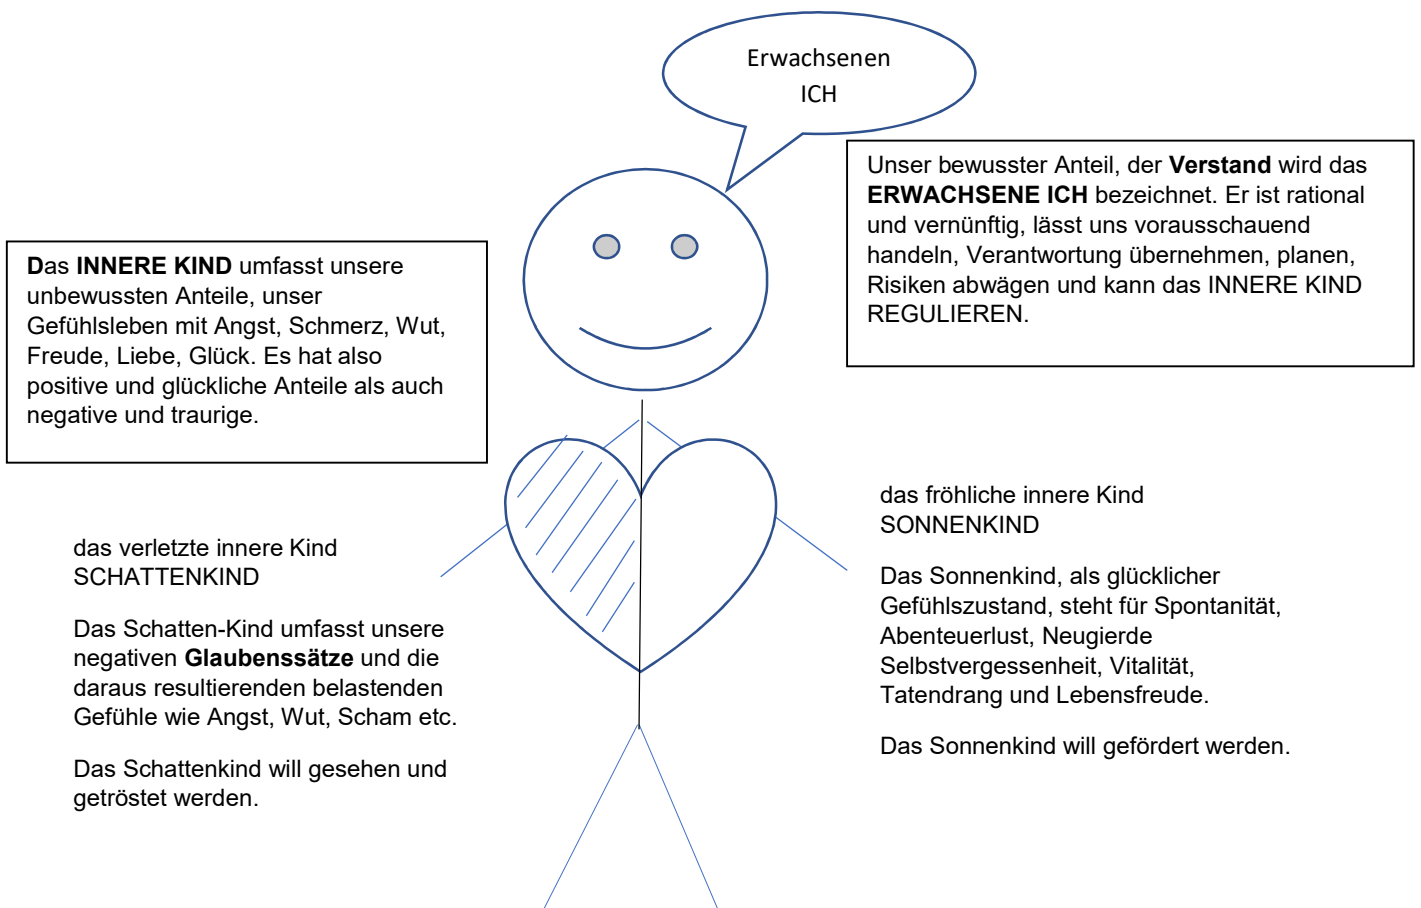 Erwachsenen
ICH
Unser bewusster Anteil, der Verstand wird das
ERWACHSENE ICH bezeichnet. Er ist rational
und vernünftig, lässt uns vorausschauend
handeln, Verantwortung übernehmen, planen,
Risiken abwägen und kann das INNERE KIND
REGULIEREN.
Das INNERE KIND umfasst unsere
unbewussten Anteile, unser
Gefühlsleben mit Angst, Schmerz, Wut,
Freude, Liebe, Glück. Es hat also
positive und glückliche Anteile als auch
negative und traurige.
das verletzte innere Kind
SCHATTENKIND
Das Schatten-Kind umfasst unsere
negativen Glaubenssätze und die
daraus resultierenden belastenden
Gefühle wie Angst, Wut, Scham etc.
Das Schattenkind will gesehen und
getröstet werden.
das fröhliche innere Kind
SONNENKIND
Das Sonnenkind, als glücklicher
Gefühlszustand, steht für Spontanität,
Abenteuerlust, Neugierde
Selbstvergessenheit, Vitalität,
Tatendrang und Lebensfreude.
Das Sonnenkind will gefördert werden.